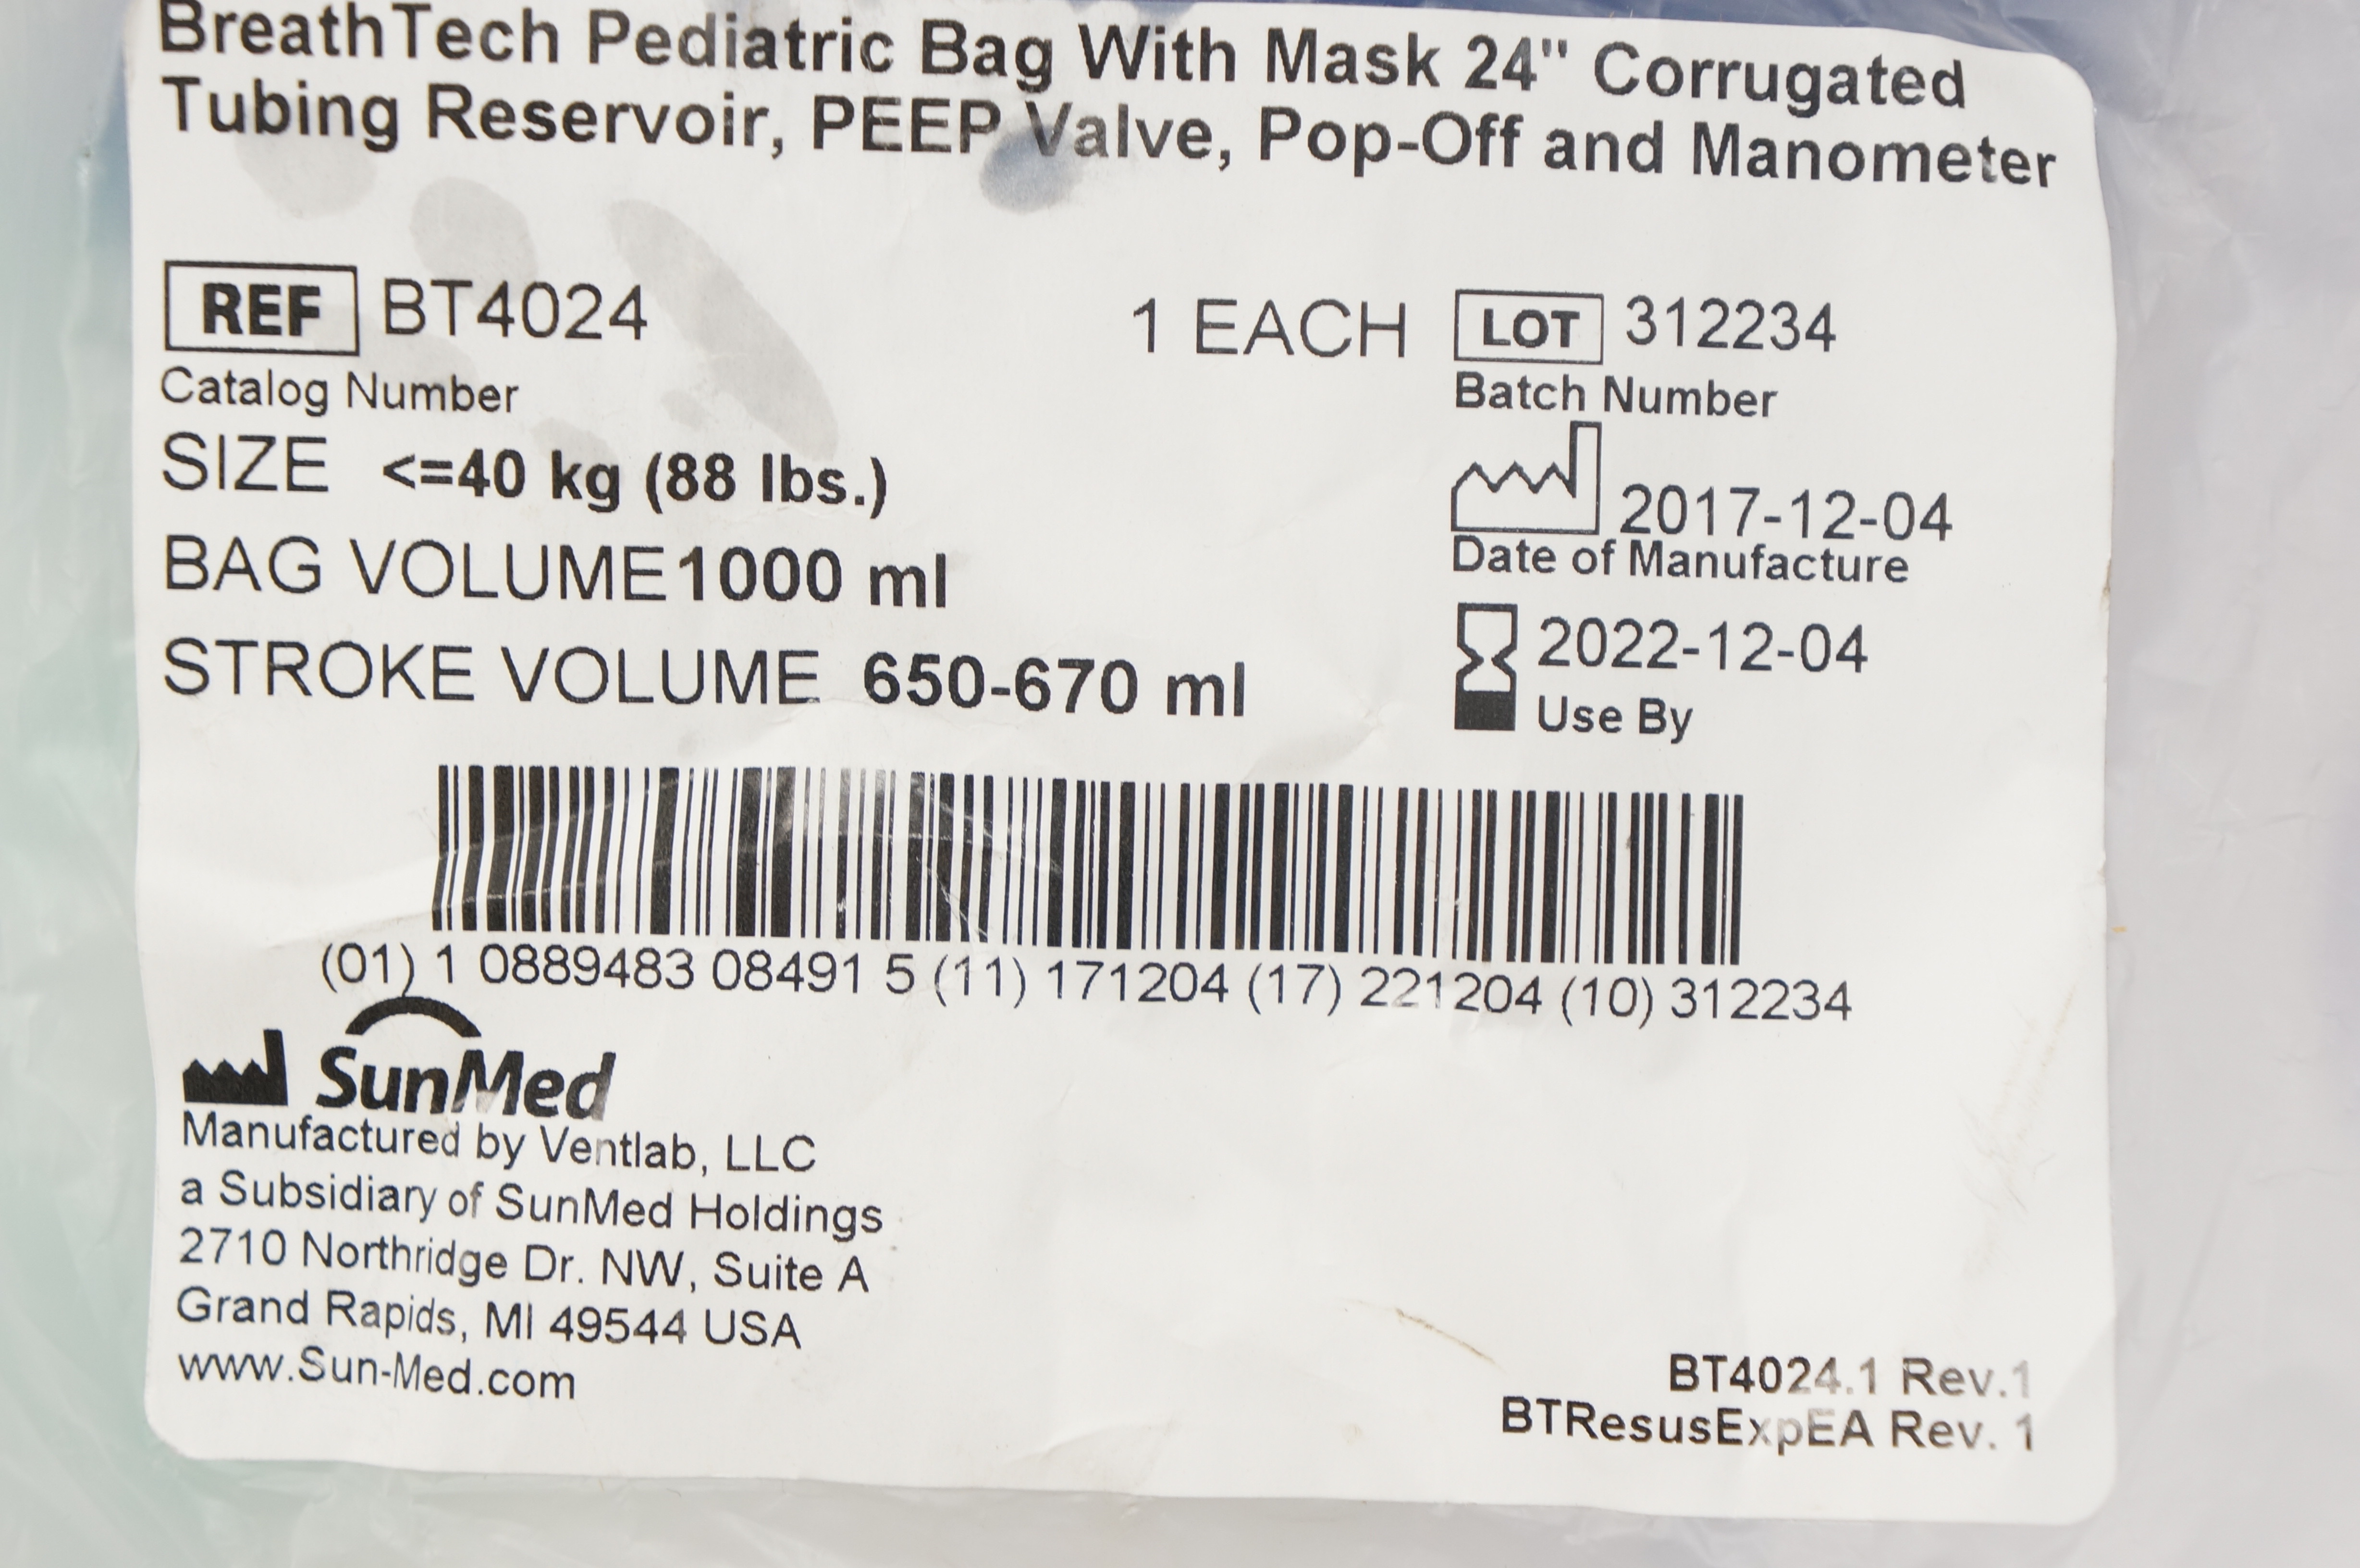 BreathTech Pediatric Bag With Mask 24" Corrugated
Tubing Reservoir, PEEP Valve, Pop-Off and Manometer
REF BT4024
Catalog Number
1 EACH
LOT 312234
Batch Number
SIZE <=40 kg (88 lbs.)
2017-12-04
Date of Manufacture
BAG VOLUME 1000 ml
2022-12-04
Use By
STROKE VOLUME 650-670 ml
(01) 1 0889483 08491 5 (11) 171204 (17) 221204 (10) 312234
SunMed
Manufactured by Ventlab, LLC
a Subsidiary of SunMed Holdings
2710 Northridge Dr. NW, Suite A
Grand Rapids, MI 49544 USA
www.Sun-Med.com
BT4024.1 Rev.1
BTResusExpEA Rev. 1